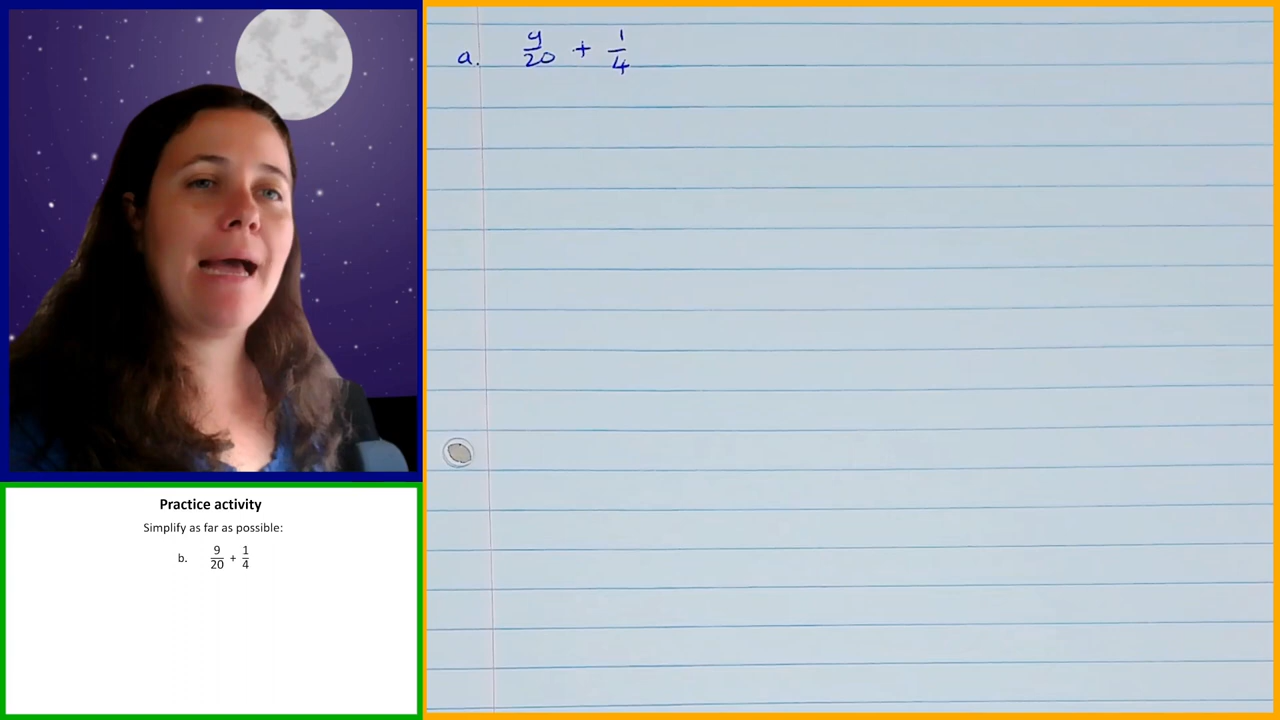 a. 9/20 + 1/4
Practice activity
Simplify as far as possible:
b. 9/20 + 1/4